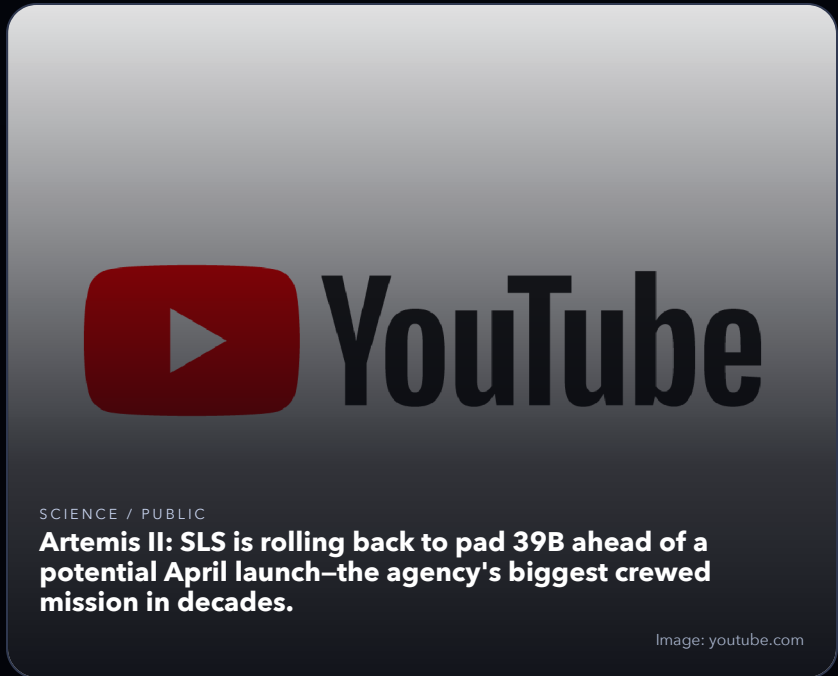 YouTube
SCIENCE / PUBLIC
Artemis II: SLS is rolling back to pad 39B ahead of a
potential April launch—the agency's biggest crewed
mission in decades.
Image: youtube.com